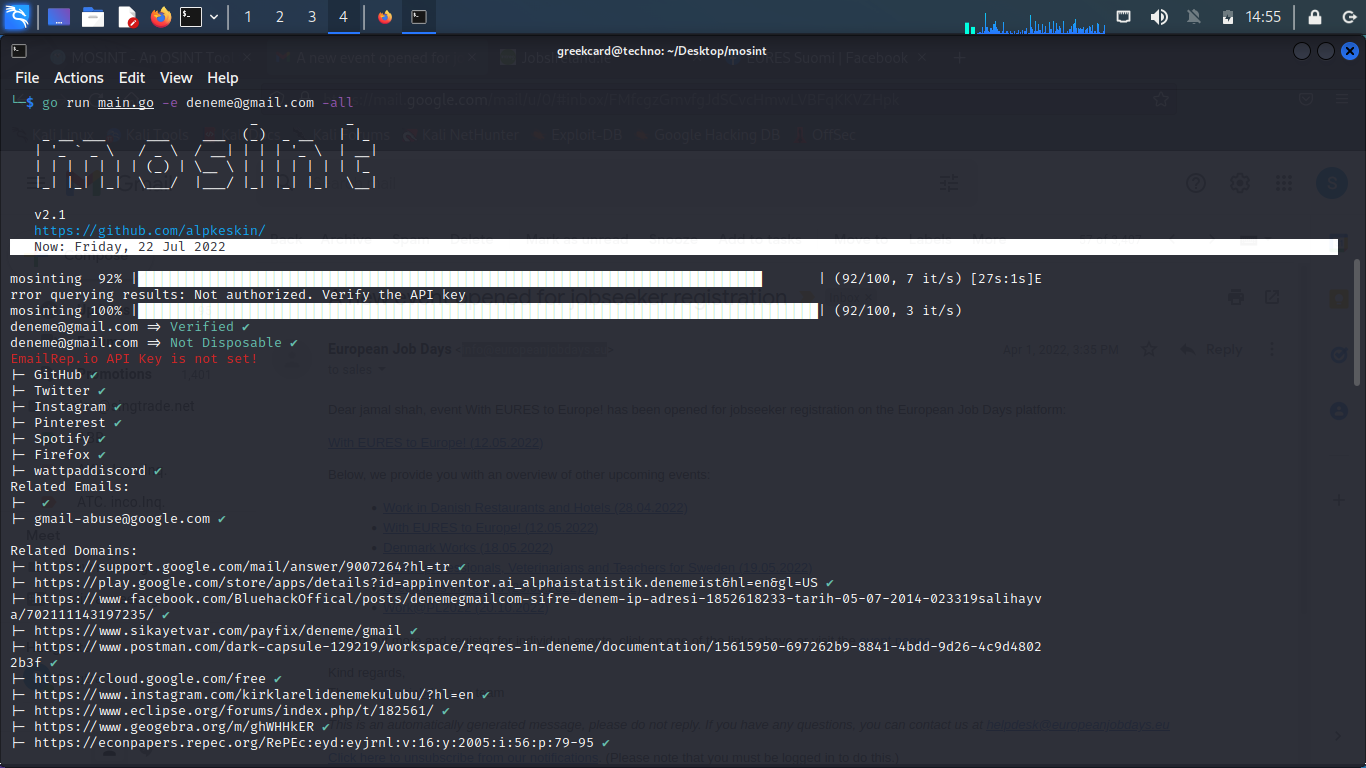 1 2 3 4 14:55
greekcard@techno: ~/Desktop/mosint
File Actions Edit View Help
└─$ go run main.go -e deneme@gmail.com -all
mosint
v2.1
https://github.com/alpkeskin/
Now: Friday, 22 Jul 2022
mosinting 92% | | (92/100, 7 it/s) [27s:1s]E
rror querying results: Not authorized. Verify the API key
mosinting 100% | | (92/100, 3 it/s)
deneme@gmail.com => Verified ✔
deneme@gmail.com => Not Disposable ✔
EmailRep.io API Key is not set!
├─ GitHub ✔
├─ Twitter ✔
├─ Instagram ✔
├─ Pinterest ✔
├─ Spotify ✔
├─ Firefox ✔
├─ wattpaddiscord ✔
Related Emails:
├─ ✔
├─ gmail-abuse@google.com ✔
Related Domains:
├─ https://support.google.com/mail/answer/9007264?hl=tr ✔
├─ https://play.google.com/store/apps/details?id=appinventor.ai_alphaistatistik.denemeist&hl=en&gl=US ✔
├─ https://www.facebook.com/BluehackOffical/posts/denemegmailcom-sifre-denem-ip-adresi-1852618233-tarih-05-07-2014-023319salihayv
a/702111143197235/ ✔
├─ https://www.sikayetvar.com/payfix/deneme/gmail ✔
├─ https://www.postman.com/dark-capsule-129219/workspace/reqres-in-deneme/documentation/15615950-697262b9-8841-4bdd-9d26-4c9d4802
2b3f ✔
├─ https://cloud.google.com/free ✔
├─ https://www.instagram.com/kirklarelidenemekulubu/?hl=en ✔
├─ https://www.eclipse.org/forums/index.php/t/182561/ ✔
├─ https://www.geogebra.org/m/ghWHHkER ✔
├─ https://econpapers.repec.org/RePEc:eyd:eyjrnl:v:16:y:2005:i:56:p:79-95 ✔